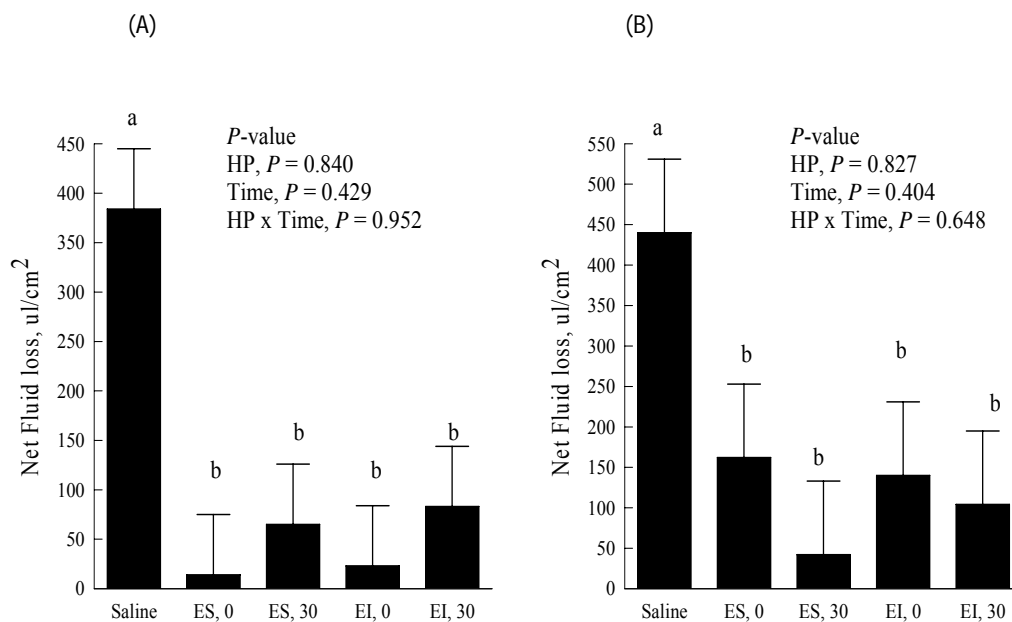 (A)
a
P-value
HP, P = 0.840
Time, P = 0.429
HP x Time, P = 0.952
Net Fluid loss, ul/cm²
450
400
350
300
250
200
150
100
50
0
b
b
b
b
Saline
ES, 0
ES, 30
EI, 0
EI, 30
(B)
a
P-value
HP, P = 0.827
Time, P = 0.404
HP x Time, P = 0.648
Net Fluid loss, ul/cm²
550
500
450
400
350
300
250
200
150
100
50
0
b
b
b
b
Saline
ES, 0
ES, 30
EI, 0
EI, 30